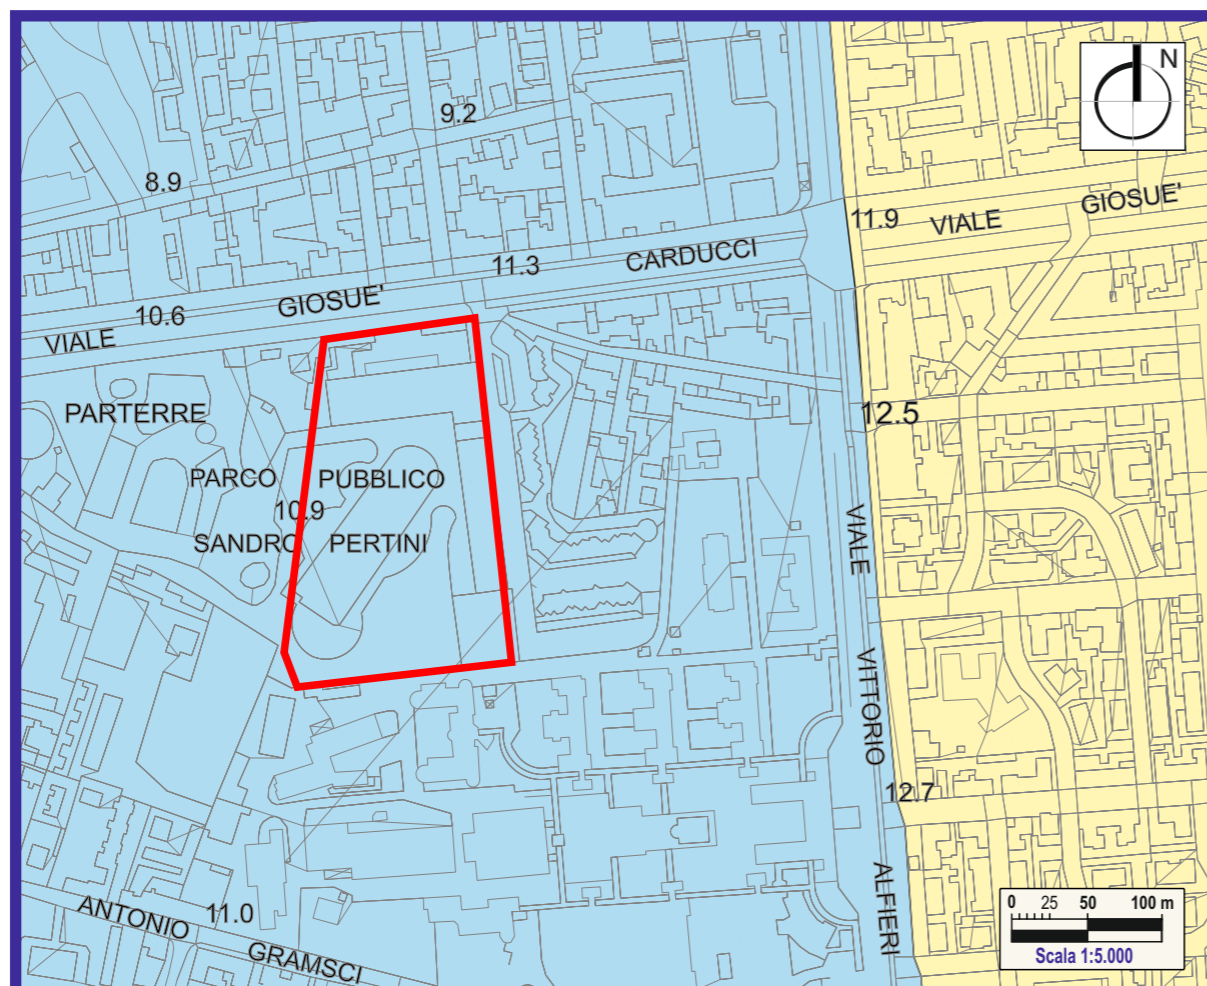 N
9.2
8.9
11.9
VIALE
GIOSUE'
11.3
CARDUCCI
GIOSUE'
10.6
VIALE
PARTERRE
12.5
PARCO PUBBLICO
10.9
SANDRO PERTINI
VIALE
VITTORIO
12.7
ALFIERI
ANTONIO
11.0
GRAMSCI
0 25 50 100 m
Scala 1:5.000